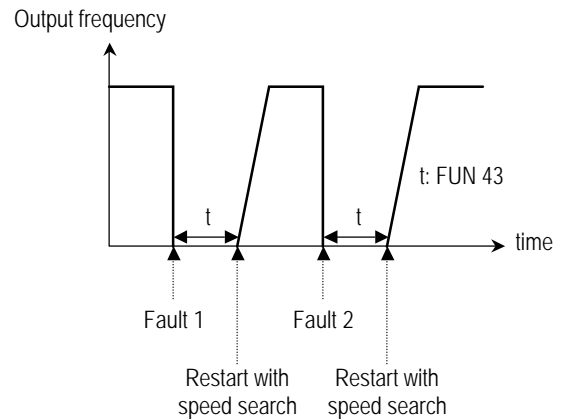 Output frequency
t
t
t: FUN 43
time
Fault 1
Fault 2
Restart with
speed search
Restart with
speed search